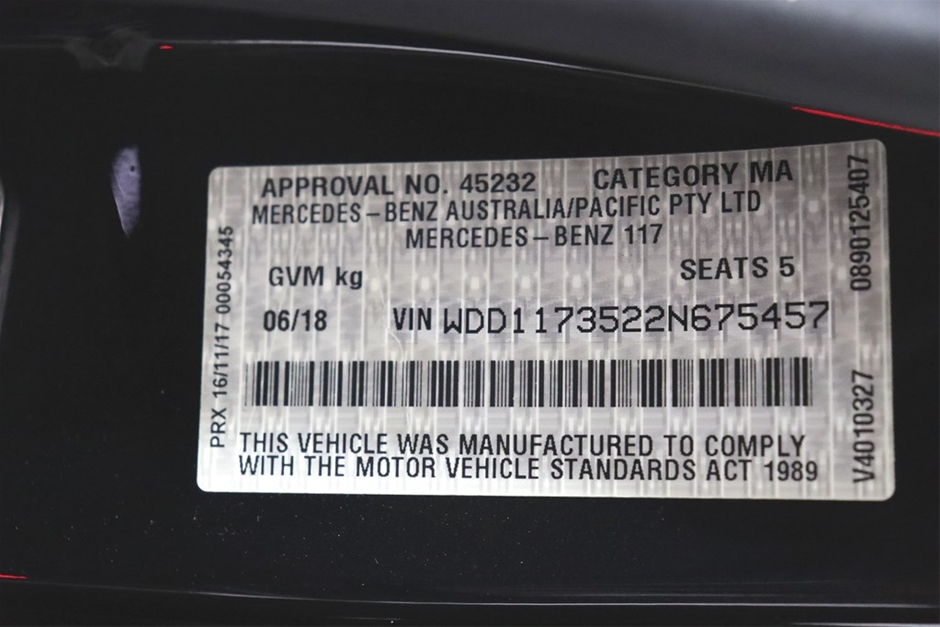 APPROVAL NO. 45232 CATEGORY MA
MERCEDES-BENZ AUSTRALIA/PACIFIC PTY LTD
MERCEDES-BENZ 117
GVM kg SEATS 5
06/18 VIN WDD1173522N675457
THIS VEHICLE WAS MANUFACTURED TO COMPLY
WITH THE MOTOR VEHICLE STANDARDS ACT 1989
PRX 16/11/17 00054345
V4010327 0890125407